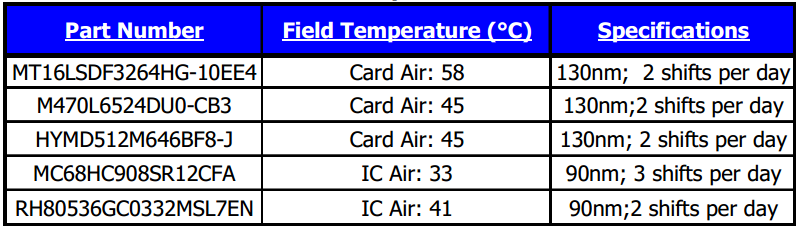 Part Number Field Temperature (°C) Specifications
MT16LSDF3264HG-10EE4 Card Air: 58 130nm; 2 shifts per day
M470L6524DU0-CB3 Card Air: 45 130nm;2 shifts per day
HYMD512M646BF8-J Card Air: 45 130nm; 2 shifts per day
MC68HC908SR12CFA IC Air: 33 90nm; 3 shifts per day
RH80536GC0332MSL7EN IC Air: 41 90nm;2 shifts per day